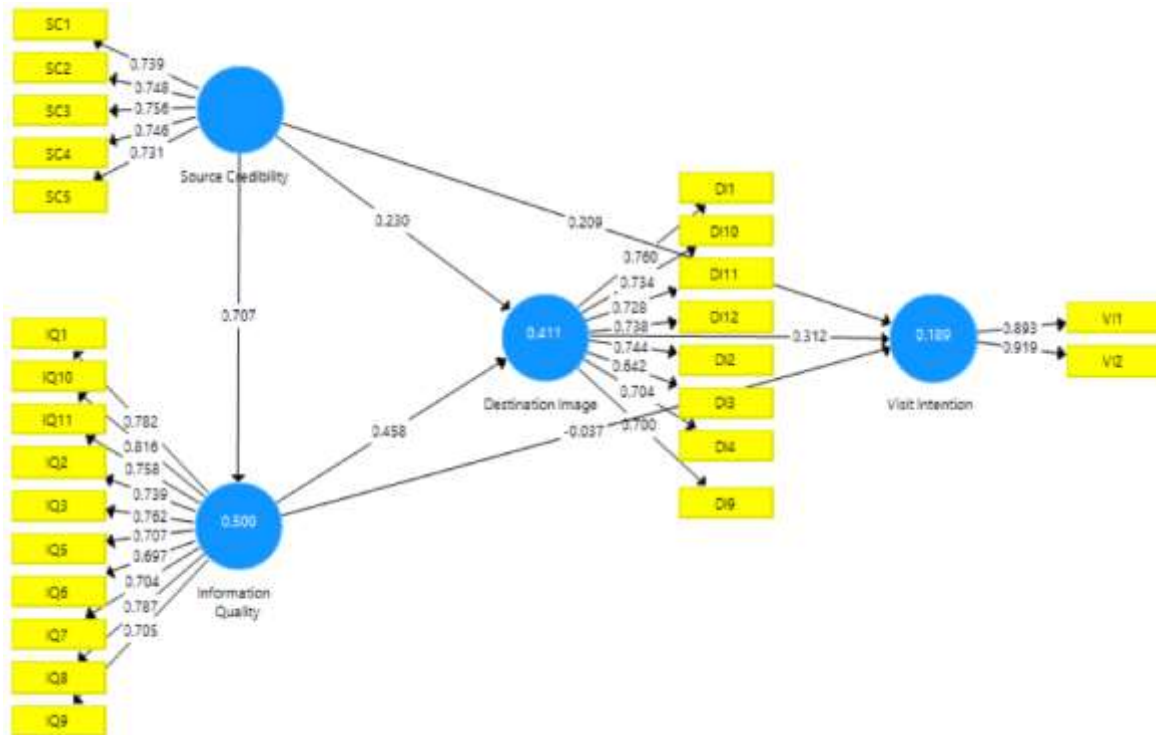 SC1
SC2
SC3
SC4
SC5
0.739
0.748
0.756
0.746
0.731
Source Credibility
0.230
0.209
0.707
IQ1
IQ10
IQ11
IQ2
IQ3
IQ5
IQ6
IQ7
IQ8
IQ9
0.782
0.816
0.758
0.739
0.762
0.707
0.697
0.704
0.787
0.705
0.500
Information
Quality
0.458
-0.037
0.411
Destination Image
0.760
0.734
0.728
0.738
0.744
0.642
0.704
0.700
DI1
DI10
DI11
DI12
DI2
DI3
DI4
DI9
0.312
0.189
Visit Intention
0.893
0.919
VI1
VI2